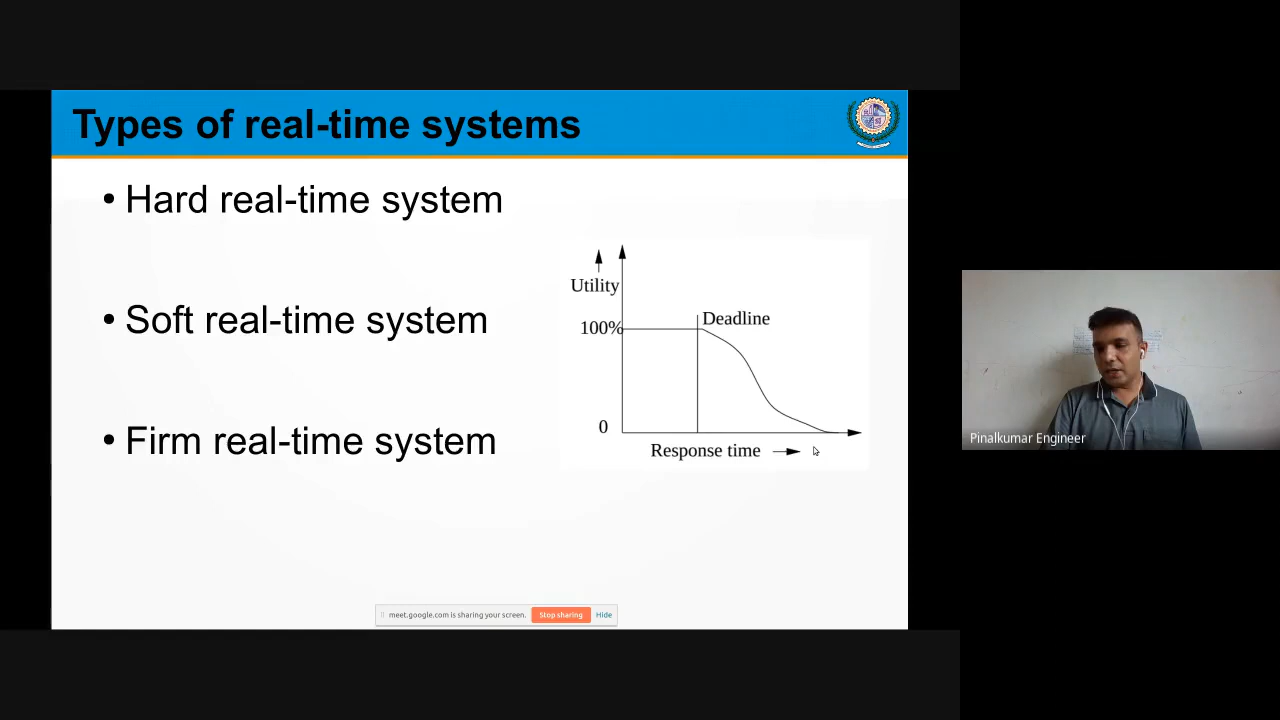 Types of real-time systems
• Hard real-time system
• Soft real-time system
• Firm real-time system
Utility
100%
Deadline
0
Response time
meet.google.com is sharing your screen. Stop sharing Hide
Pinalkumar Engineer